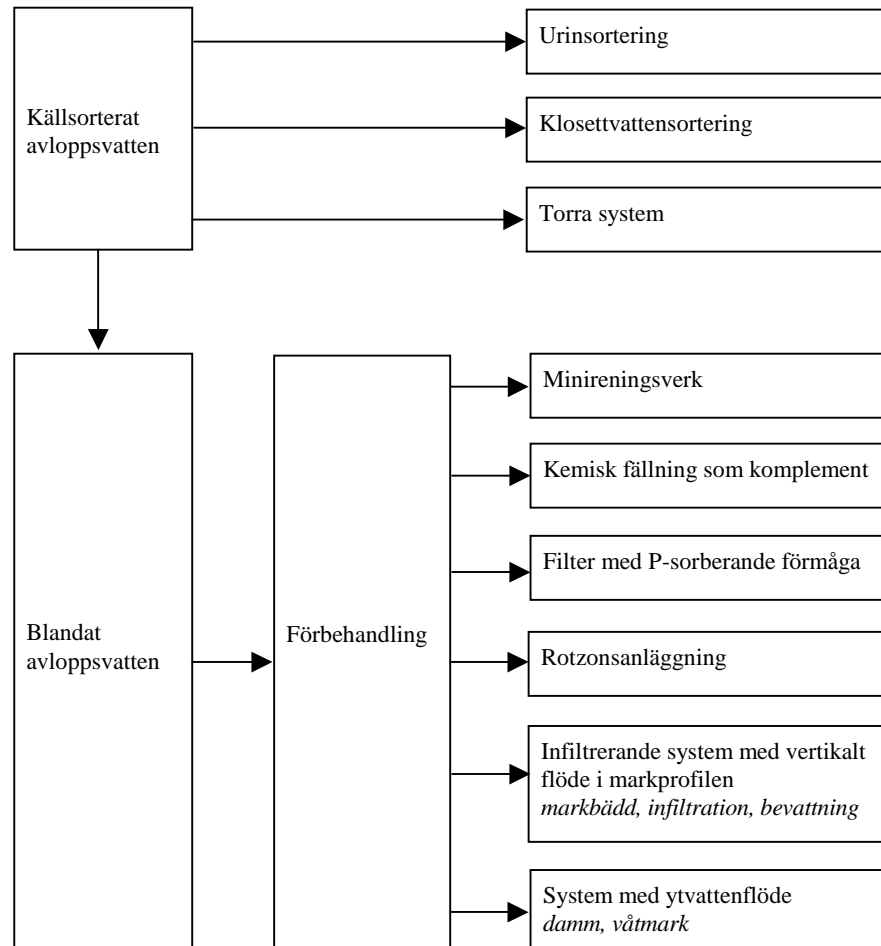 Källsorterat
avloppsvatten
Urinsortering
Klosettvattensortering
Torra system
Blandat
avloppsvatten
Förbehandling
Minireningsverk
Kemisk fällning som komplement
Filter med P-sorberande förmåga
Rotzonsanläggning
Infiltrerande system med vertikalt
flöde i markprofilen
markbädd, infiltration, bevattning
System med ytvattenflöde
damm, våtmark